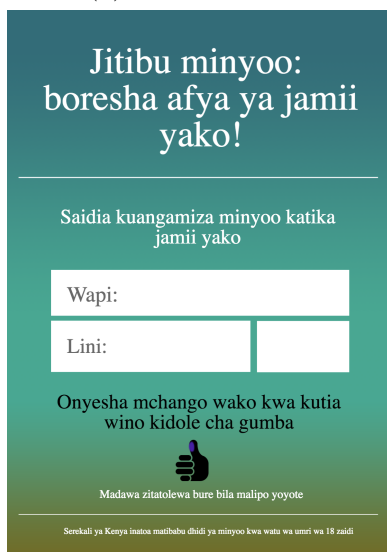 Jitibu minyoo:
boresha afya ya jamii
yako!
Saidia kuangamiza minyoo katika
jamii yako
Wapi:
Lini:
Onyesha mchango wako kwa kutia
wino kidole cha gumba
Madawa zitatolewa bure bila malipo yoyote
Serekali ya Kenya inatoa matibabu dhidi ya minyoo kwa watu wa umri wa 18 zaidi